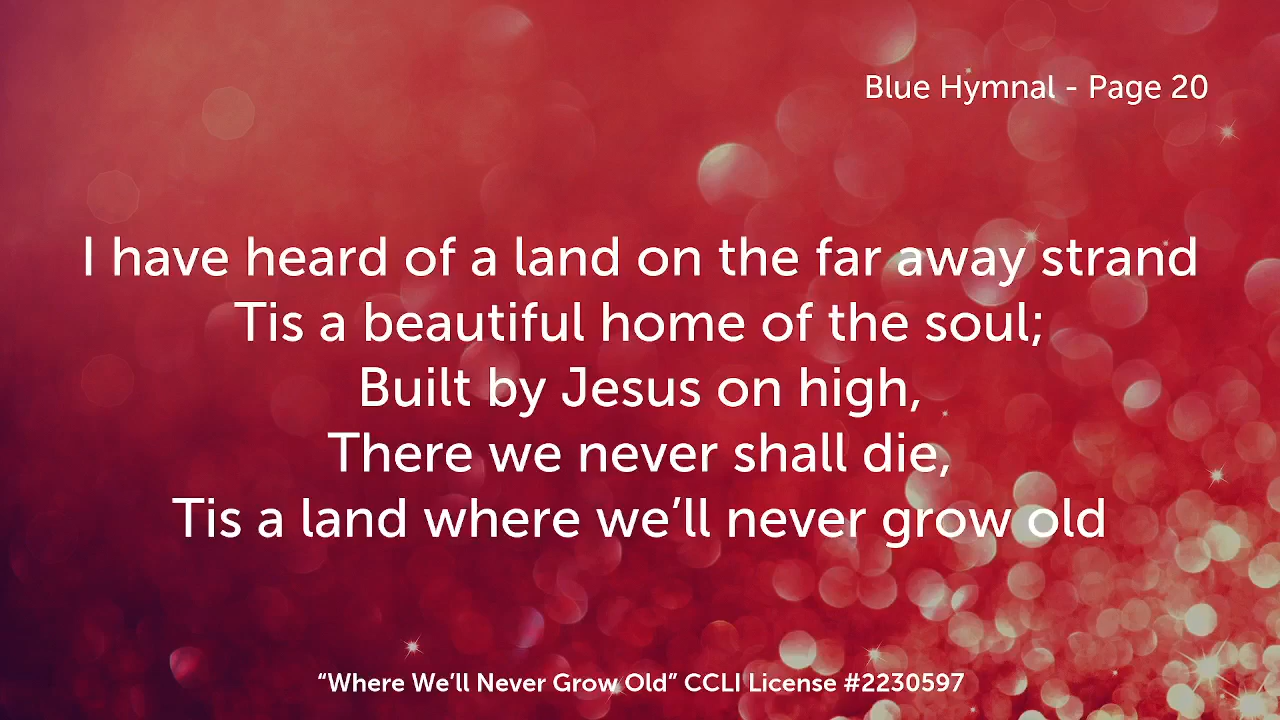 Blue Hymnal - Page 20
I have heard of a land on the far away strand
Tis a beautiful home of the soul;
Built by Jesus on high,
There we never shall die,
Tis a land where we’ll never grow old
“Where We’ll Never Grow Old” CCLI License #2230597